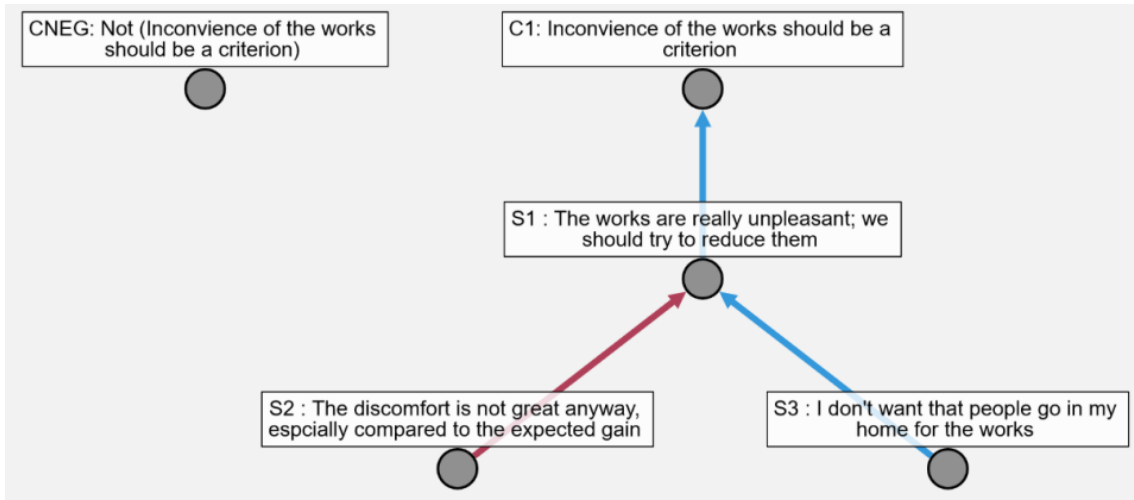 CNEG: Not (Inconvience of the works
should be a criterion)
C1: Inconvience of the works should be a
criterion
S1 : The works are really unpleasant; we
should try to reduce them
S2 : The discomfort is not great anyway,
espcially compared to the expected gain
S3 : I don't want that people go in my
home for the works